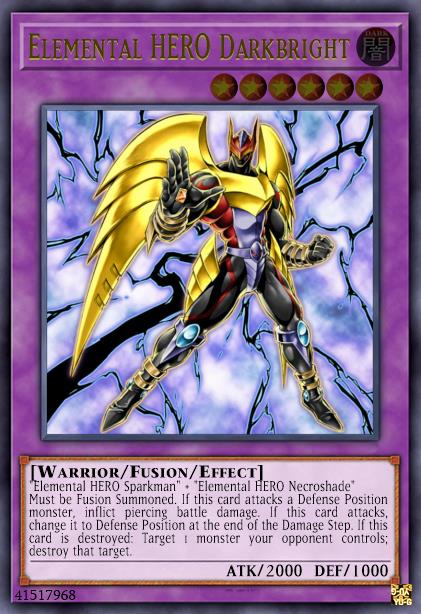 ELEMENTAL HERO DARKBRIGHT
DARK
闇
[WARRIOR/FUSION/EFFECT]
"Elemental HERO Sparkman" + "Elemental HERO Necroshade"
Must be Fusion Summoned. If this card attacks a Defense Position
monster, inflict piercing battle damage. If this card attacks,
change it to Defense Position at the end of the Damage Step. If this
card is destroyed: Target 1 monster your opponent controls;
destroy that target.
ATK/2000 DEF/1000
41517968